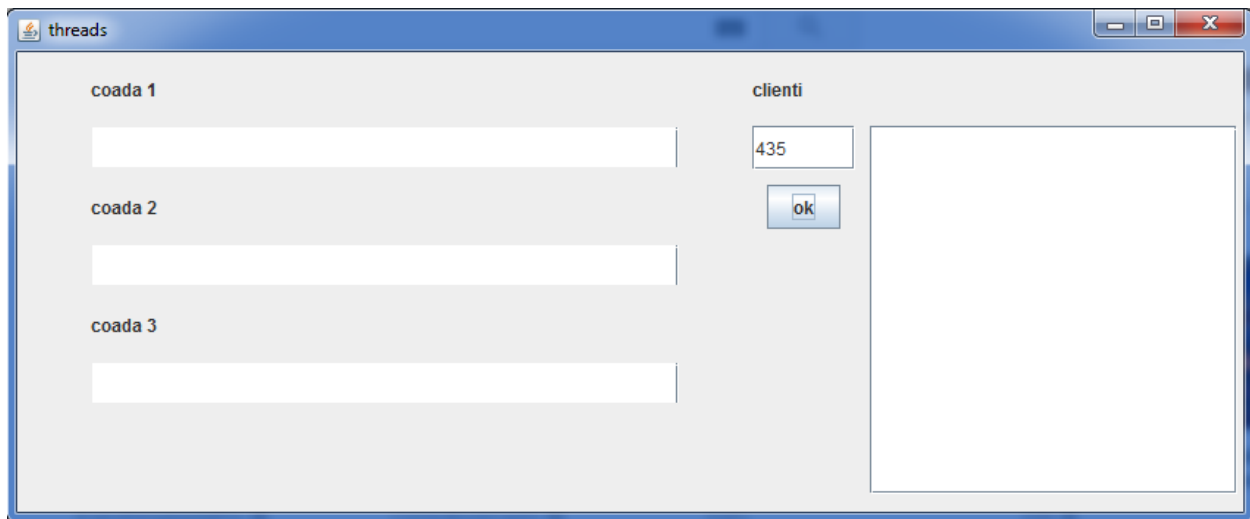 threads
coada 1
clienti
435
ok
coada 2
coada 3